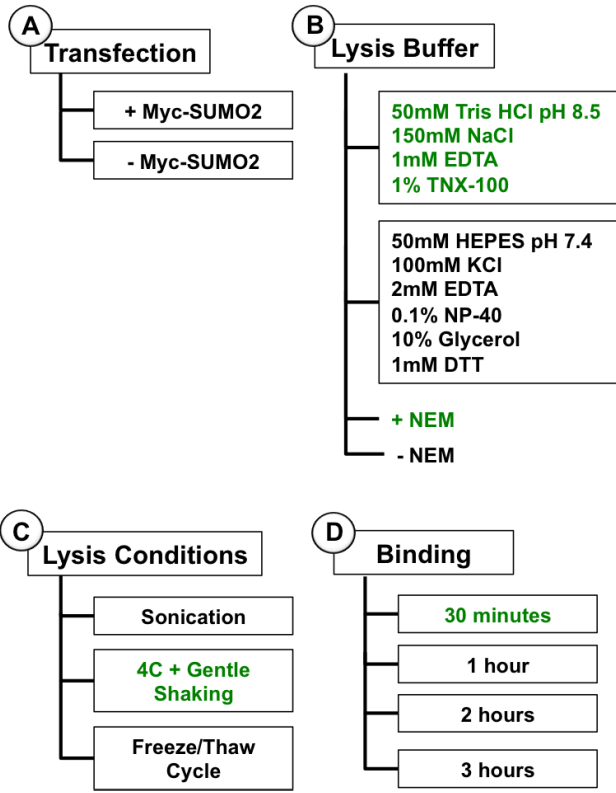 A
Transfection
+ Myc-SUMO2
- Myc-SUMO2
B
Lysis Buffer
50mM Tris HCl pH 8.5
150mM NaCl
1mM EDTA
1% TNX-100
50mM HEPES pH 7.4
100mM KCl
2mM EDTA
0.1% NP-40
10% Glycerol
1mM DTT
+ NEM
- NEM
C
Lysis Conditions
Sonication
4C + Gentle
Shaking
Freeze/Thaw
Cycle
D
Binding
30 minutes
1 hour
2 hours
3 hours